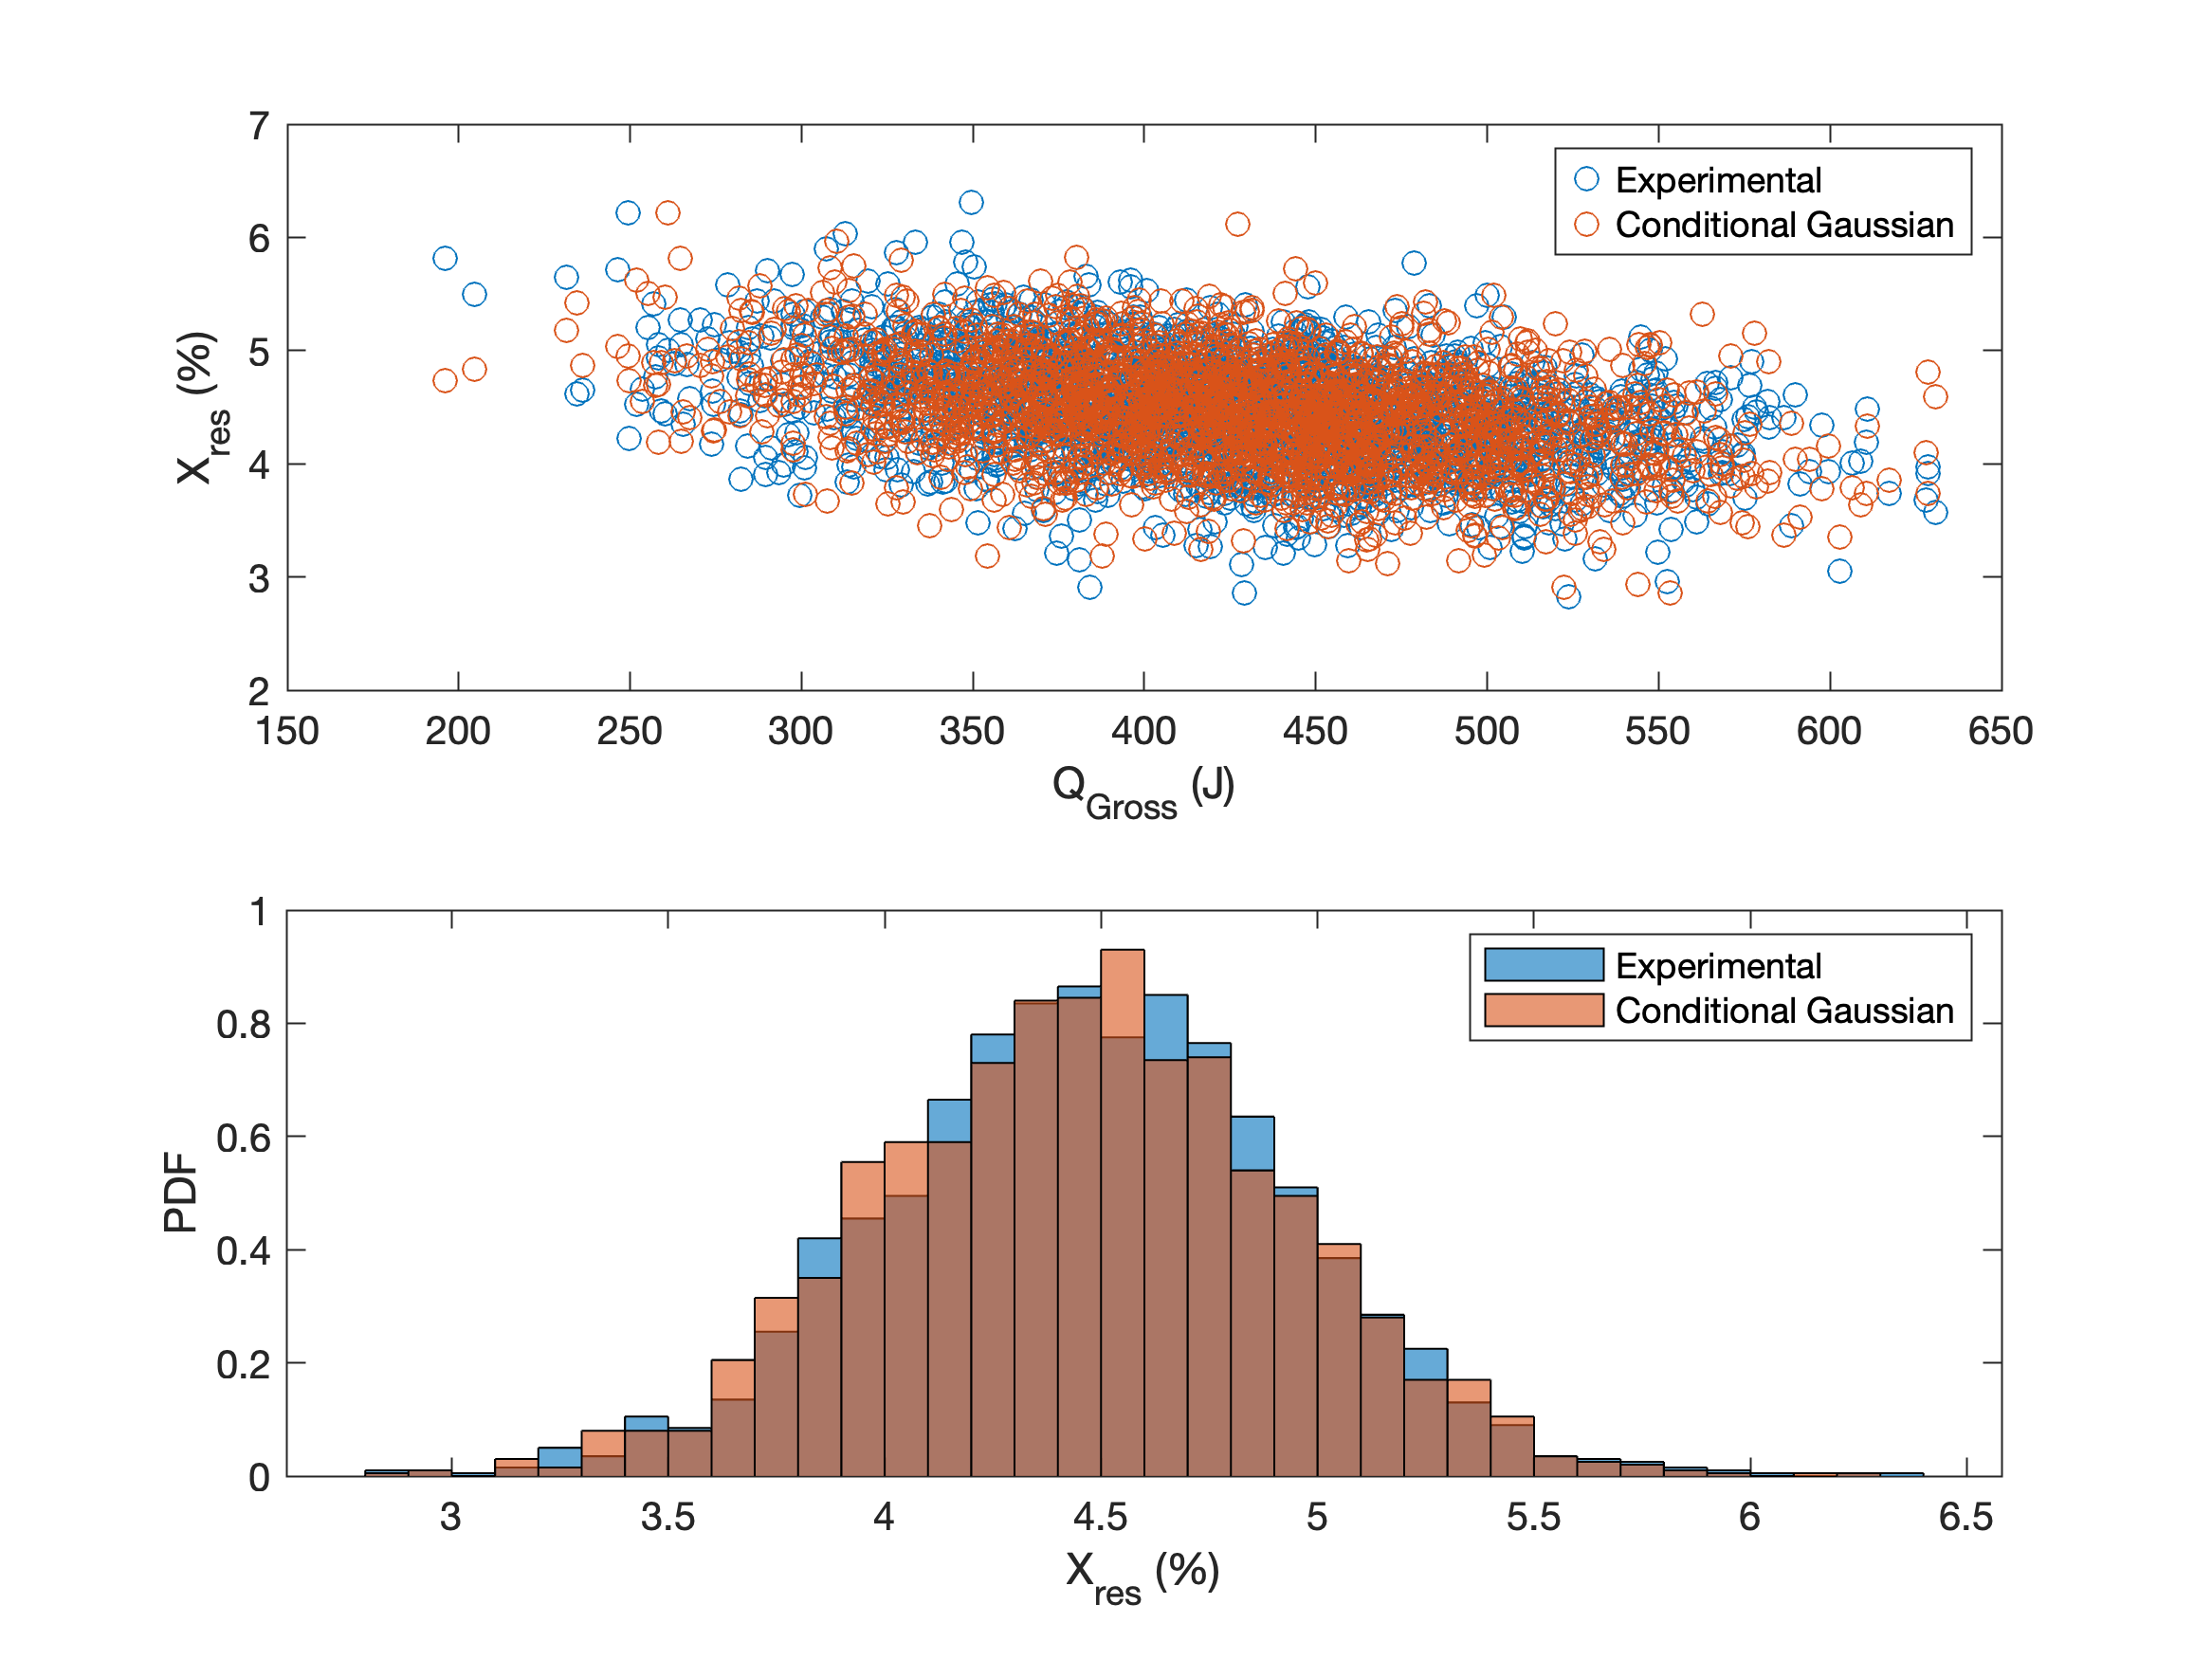 7
6
5
4
3
2
X_res (%)
Experimental
Conditional Gaussian
150 200 250 300 350 400 450 500 550 600 650
Q_Gross (J)
1
0.8
0.6
0.4
0.2
0
PDF
Experimental
Conditional Gaussian
3 3.5 4 4.5 5 5.5 6 6.5
X_res (%)